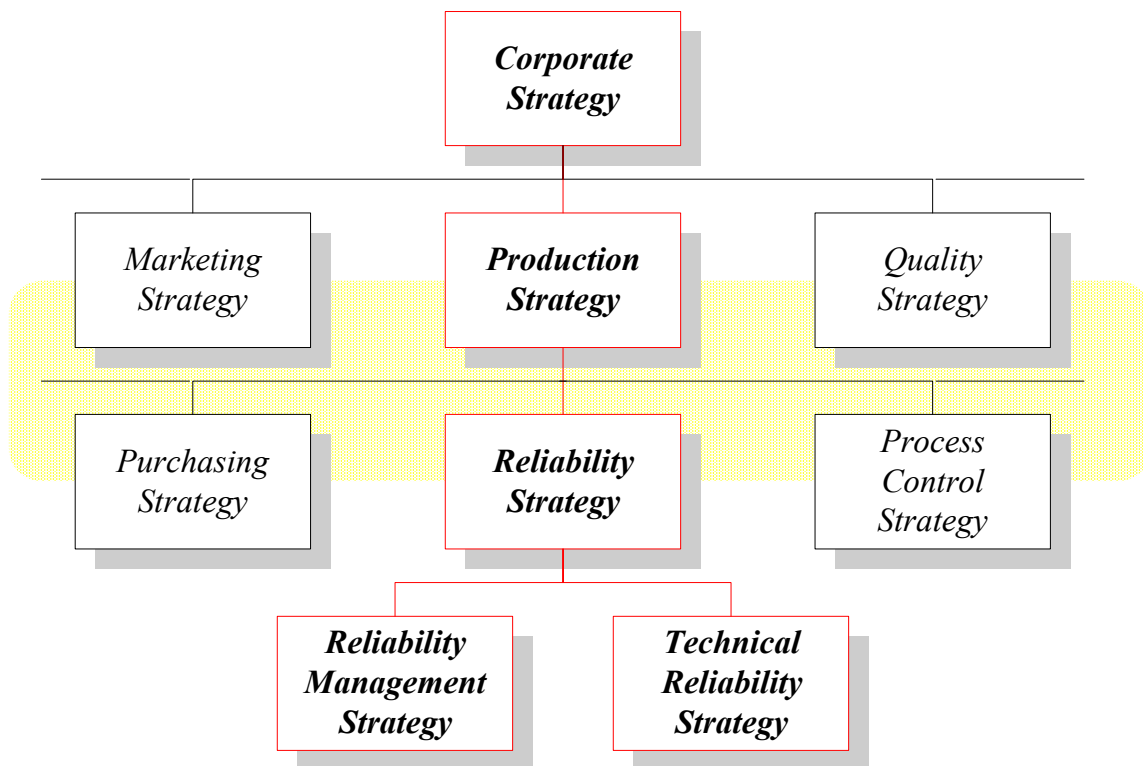 Corporate
Strategy
Marketing
Strategy
Production
Strategy
Quality
Strategy
Purchasing
Strategy
Reliability
Strategy
Process
Control
Strategy
Reliability
Management
Strategy
Technical
Reliability
Strategy